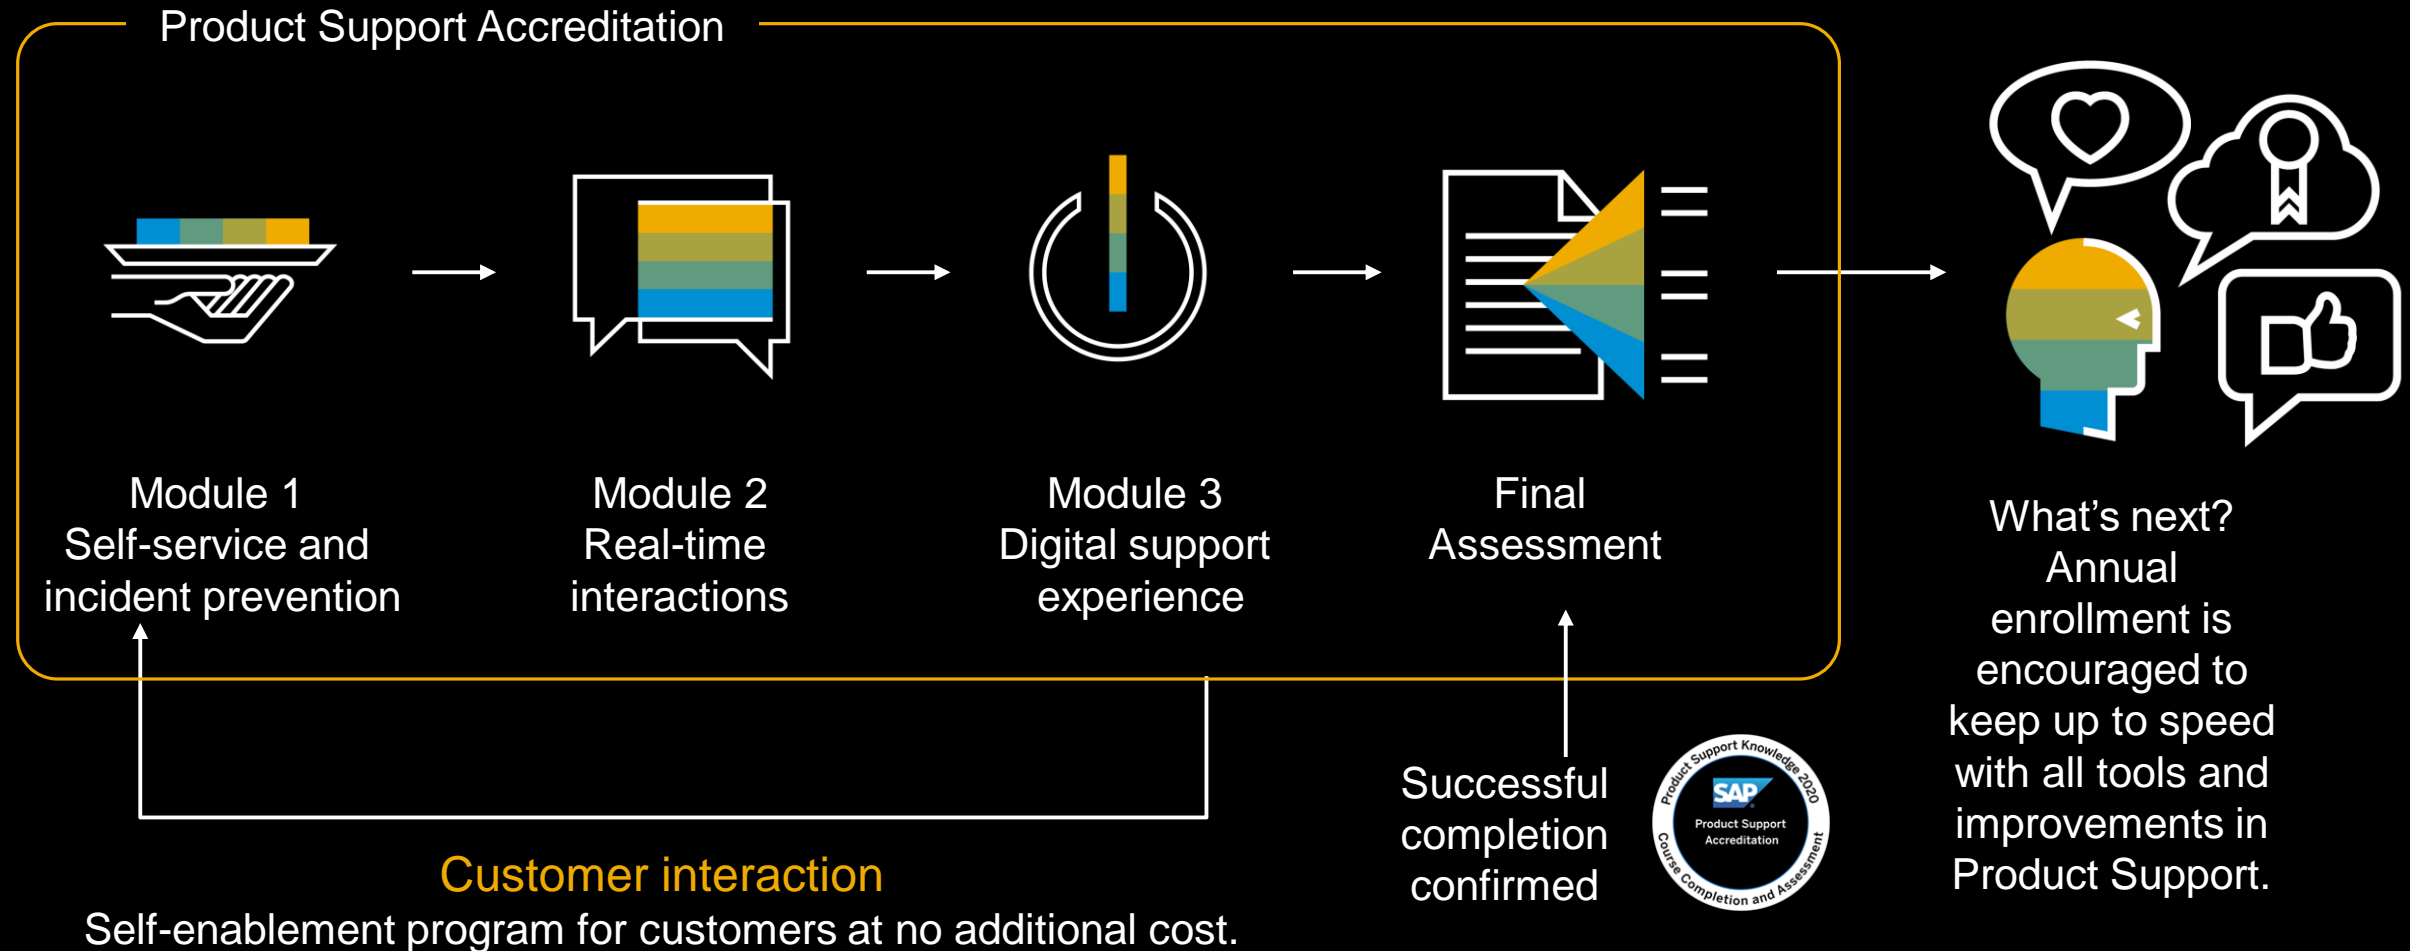 Product Support Accreditation
Module 1
Self-service and
incident prevention
Module 2
Real-time
interactions
Module 3
Digital support
experience
Final
Assessment
What’s next?
Annual
enrollment is
encouraged to
keep up to speed
with all tools and
improvements in
Product Support.
Customer interaction
Self-enablement program for customers at no additional cost.
Successful
completion
confirmed
Product Support Knowledge 2020
SAP
Product Support
Accreditation
Course Completion and Assessment